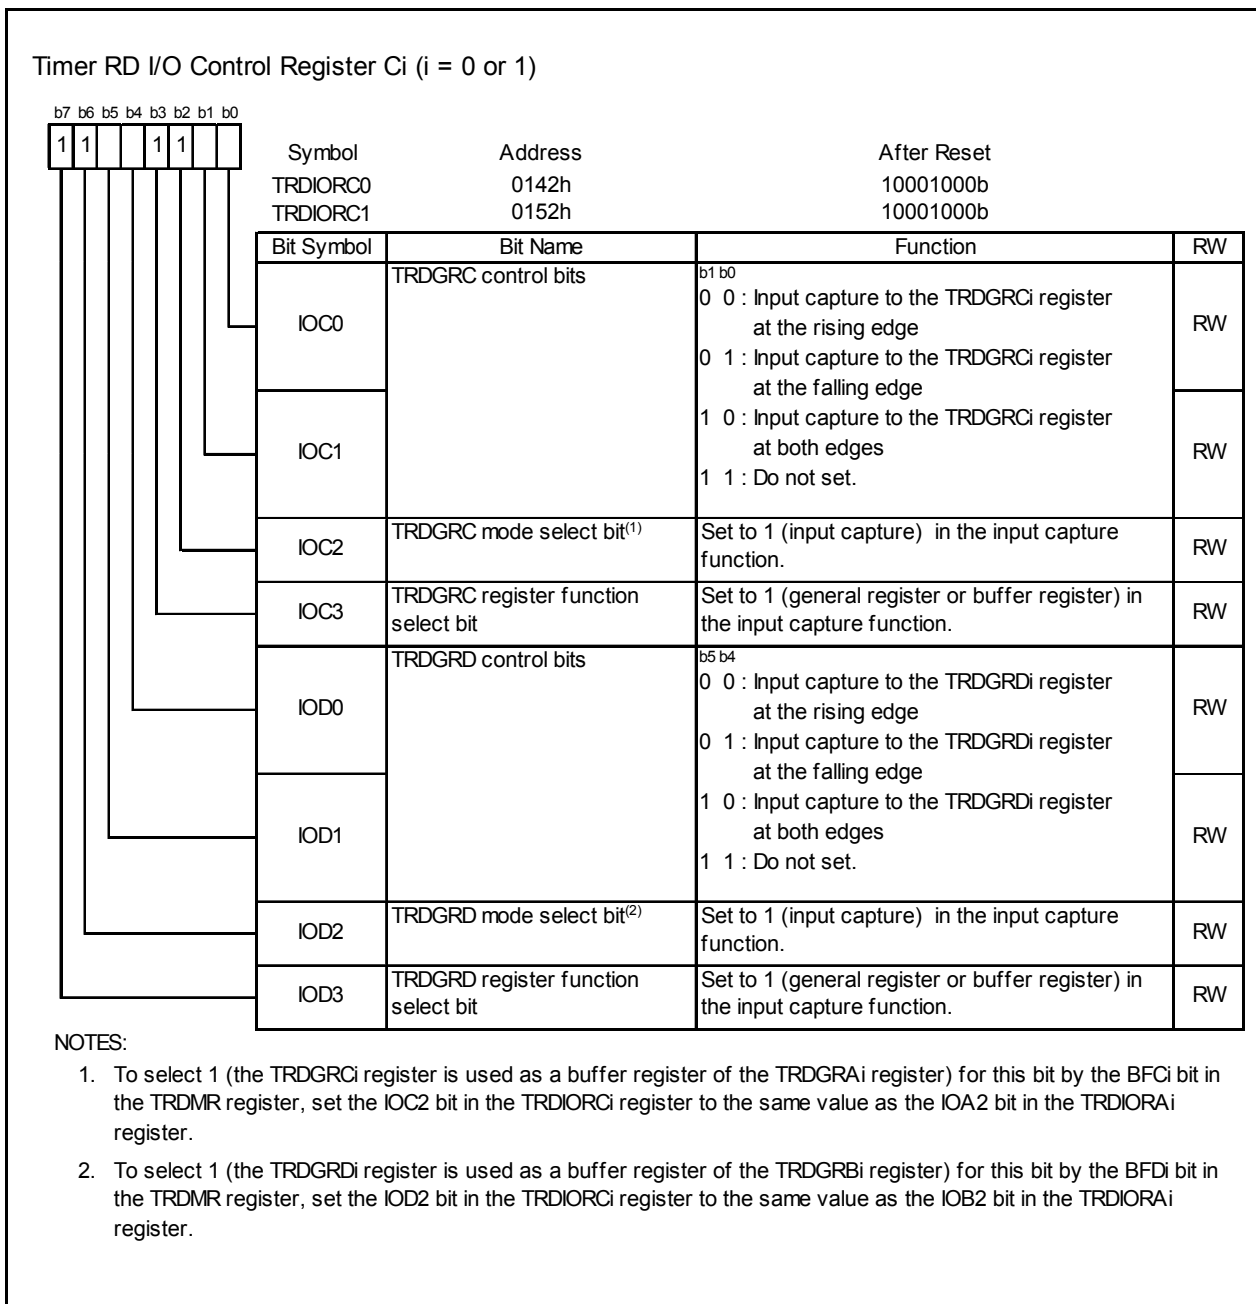 Timer RD I/O Control Register Ci (i = 0 or 1)
b7 b6 b5 b4 b3 b2 b1 b0
1 1 1 1
Symbol Address After Reset
TRDIORC0 0142h 10001000b
TRDIORC1 0152h 10001000b
Bit Symbol Bit Name Function RW
IOC0 TRDGRC control bits b1 b0
0 0 : Input capture to the TRDGRCi register
at the rising edge RW
0 1 : Input capture to the TRDGRCi register
at the falling edge
IOC1 1 0 : Input capture to the TRDGRCi register
at both edges RW
1 1 : Do not set.
IOC2 TRDGRC mode select bit(1) Set to 1 (input capture) in the input capture
function. RW
IOC3 TRDGRC register function Set to 1 (general register or buffer register) in
select bit the input capture function. RW
IOD0 TRDGRD control bits b5 b4
0 0 : Input capture to the TRDGRDi register
at the rising edge RW
0 1 : Input capture to the TRDGRDi register
at the falling edge
IOD1 1 0 : Input capture to the TRDGRDi register
at both edges RW
1 1 : Do not set.
IOD2 TRDGRD mode select bit(2) Set to 1 (input capture) in the input capture
function. RW
IOD3 TRDGRD register function Set to 1 (general register or buffer register) in
select bit the input capture function. RW
NOTES:
1. To select 1 (the TRDGRCi register is used as a buffer register of the TRDGRAi register) for this bit by the BFCi bit in
the TRDMR register, set the IOC2 bit in the TRDIORCi register to the same value as the IOA2 bit in the TRDIORAi
register.
2. To select 1 (the TRDGRDi register is used as a buffer register of the TRDGRBi register) for this bit by the BFDi bit in
the TRDMR register, set the IOD2 bit in the TRDIORCi register to the same value as the IOB2 bit in the TRDIORAi
register.